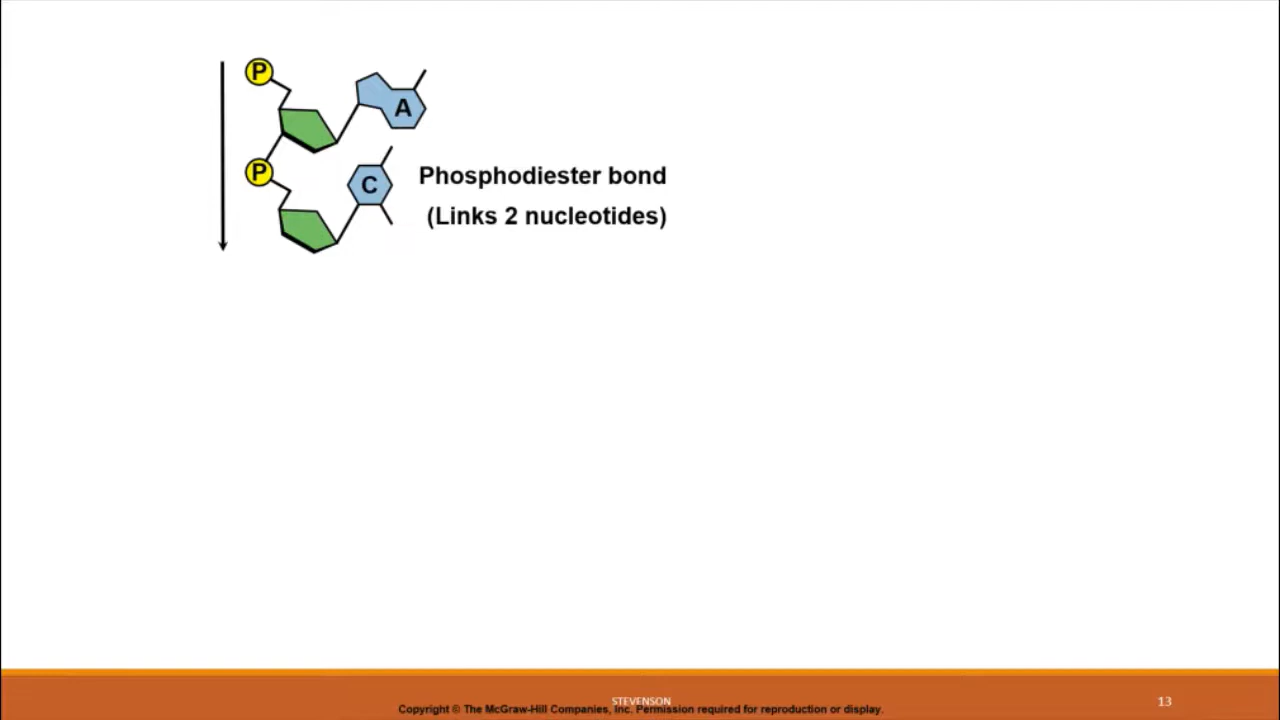 P
A
P
C
Phosphodiester bond
(Links 2 nucleotides)
STEVENSON
13
Copyright © The McGraw-Hill Companies, Inc. Permission required for reproduction or display.